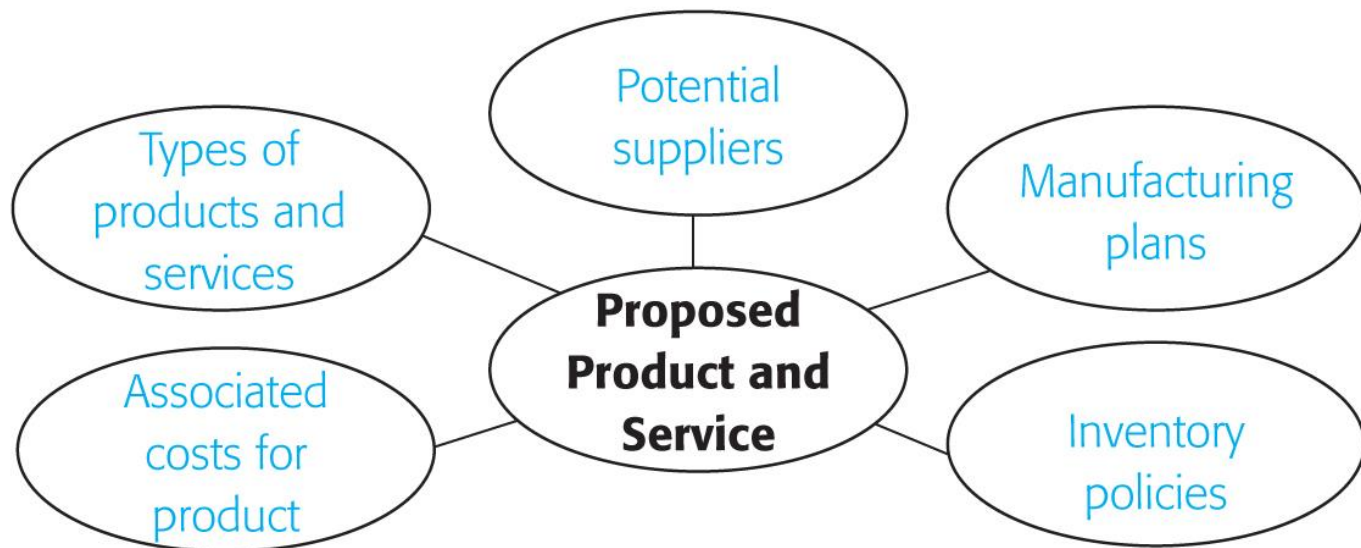 Potential
suppliers
Types of
products and
services
Manufacturing
plans
Proposed
Product and
Service
Associated
costs for
product
Inventory
policies